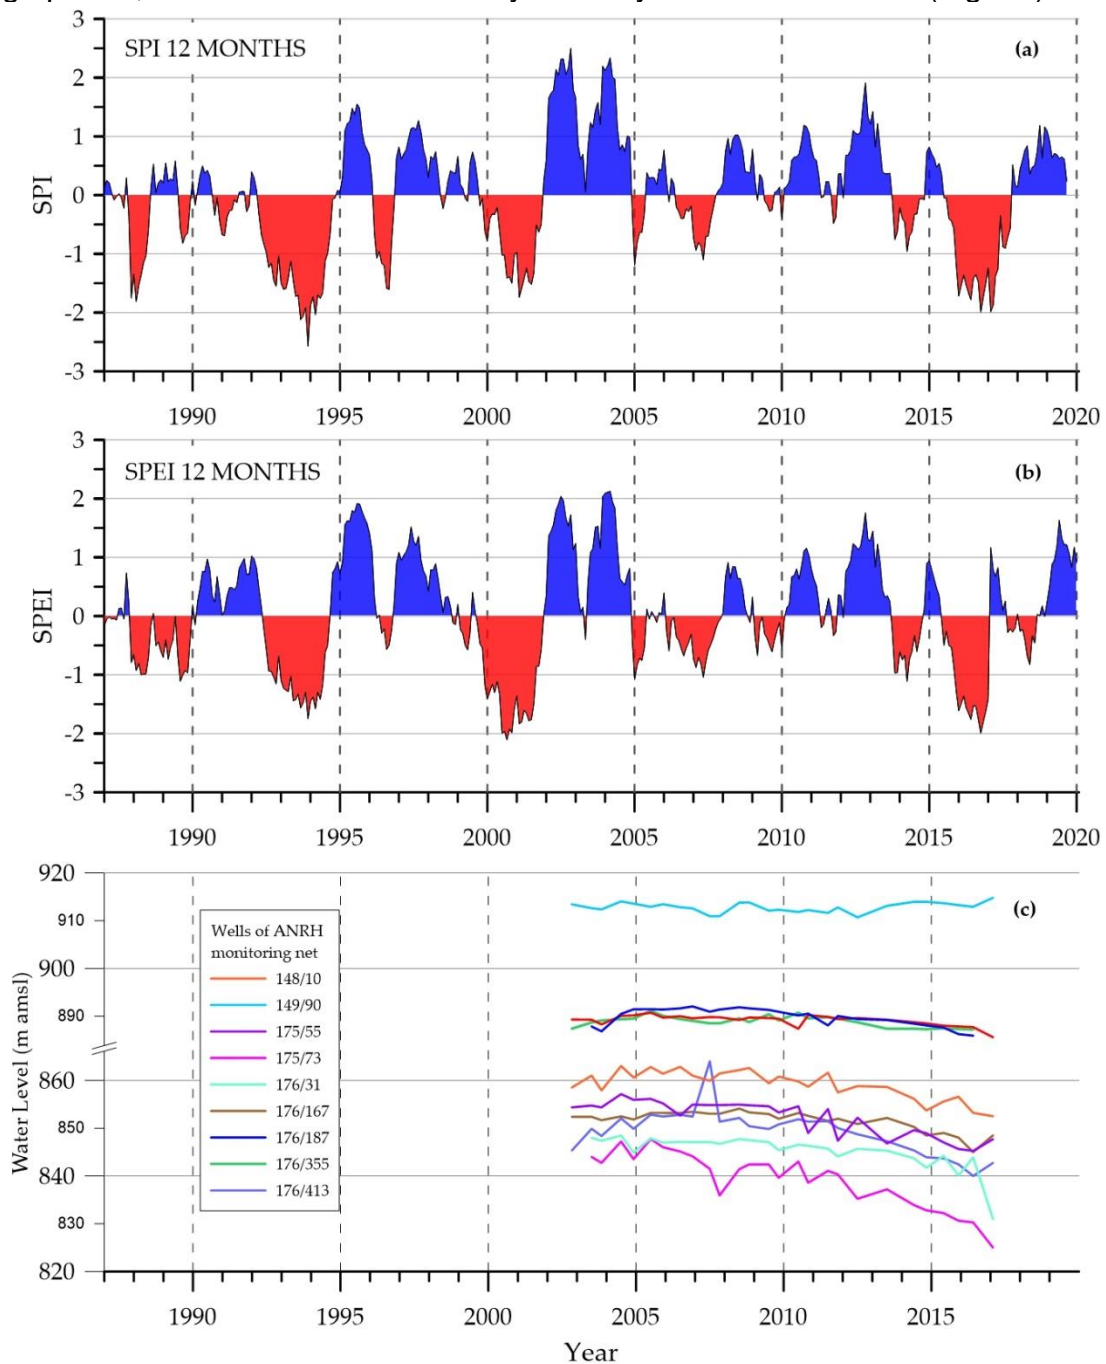 SPI 12 MONTHS
(a)
3
2
1
0
-1
-2
-3
SPI
1990 1995 2000 2005 2010 2015 2020
SPEI 12 MONTHS
(b)
3
2
1
0
-1
-2
-3
SPEI
1990 1995 2000 2005 2010 2015 2020
(c)
920
910
900
890
860
850
840
830
820
Water Level (m amsl)
Wells of ANRH
monitoring net
148/10
149/90
175/55
175/73
176/31
176/167
176/187
176/355
176/413
1990 1995 2000 2005 2010 2015
Year